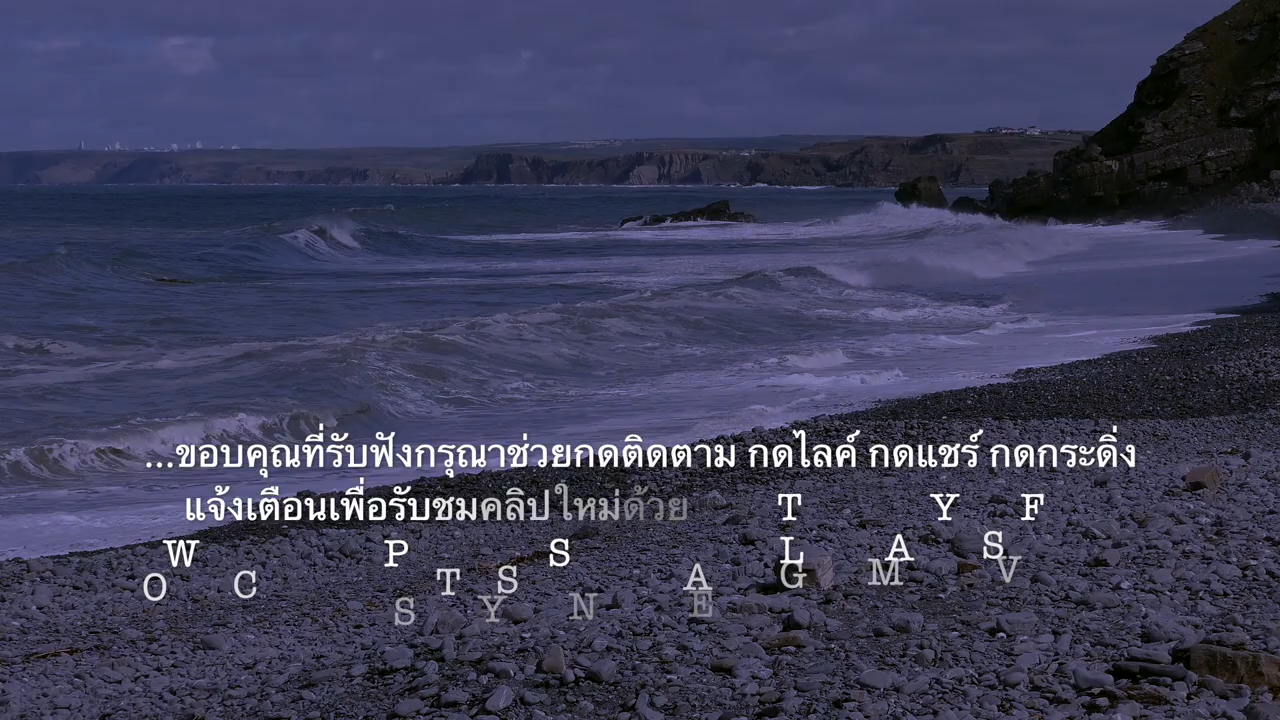 ...ขอบคุณที่รับฟังกรุณาช่วยกดติดตาม กดไลค์ กดแชร์ กดกระดิ่ง
แจ้งเตือนเพื่อรับชมคลิปใหม่ด้วย
T Y F
W P S L A S
O C T S A G M V
S Y N E